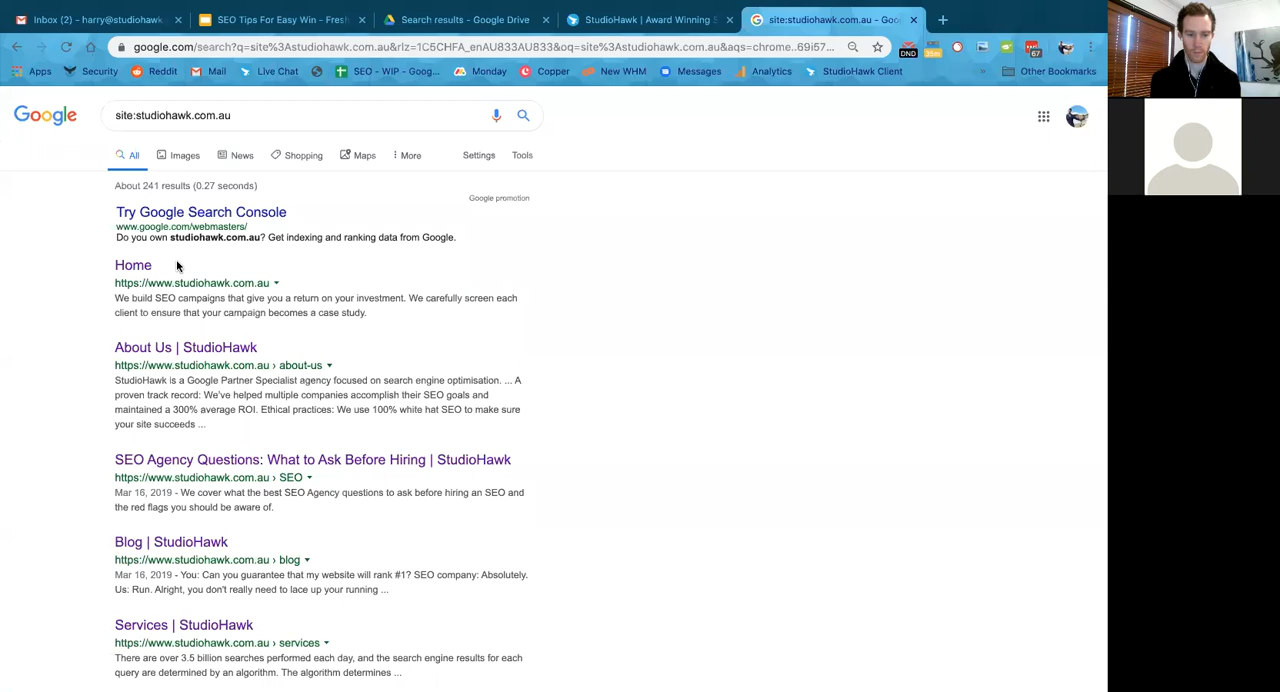 Inbox (2) - harry@studiohawk
SEO Tips For Easy Win - Fresh
Search results - Google Drive
StudioHawk | Award Winning S
site:studiohawk.com.au - Goo
google.com/search?q=site%3Astudiohawk.com.au&rlz=1C5CHFA_enAU833AU833&oq=site%3Astudiohawk.com.au&aqs=chrome..69i57...
DND
35m
67
Apps
Security
Reddit
Mail
Live Chat
SEO - WIP - Goog...
Monday
Copper
New WHM
Messages
Analytics
StudioHawk Client
»
Other Bookmarks
Google
site:studiohawk.com.au
All
Images
News
Shopping
Maps
More
Settings
Tools
About 241 results (0.27 seconds)
Google promotion
Try Google Search Console
www.google.com/webmasters/
Do you own studiohawk.com.au? Get indexing and ranking data from Google.
Home
https://www.studiohawk.com.au
We build SEO campaigns that give you a return on your investment. We carefully screen each
client to ensure that your campaign becomes a case study.
About Us | StudioHawk
https://www.studiohawk.com.au › about-us
StudioHawk is a Google Partner Specialist agency focused on search engine optimisation. ... A
proven track record: We've helped multiple companies accomplish their SEO goals and
maintained a 300% average ROI. Ethical practices: We use 100% white hat SEO to make sure
your site succeeds ...
SEO Agency Questions: What to Ask Before Hiring | StudioHawk
https://www.studiohawk.com.au › SEO
Mar 16, 2019 - We cover what the best SEO Agency questions to ask before hiring an SEO and
the red flags you should be aware of.
Blog | StudioHawk
https://www.studiohawk.com.au › blog
Mar 16, 2019 - You: Can you guarantee that my website will rank #1? SEO company: Absolutely.
Us: Run. Alright, you don't really need to lace up your running ...
Services | StudioHawk
https://www.studiohawk.com.au › services
There are over 3.5 billion searches performed each day, and the search engine results for each
query are determined by an algorithm. The algorithm determines ...